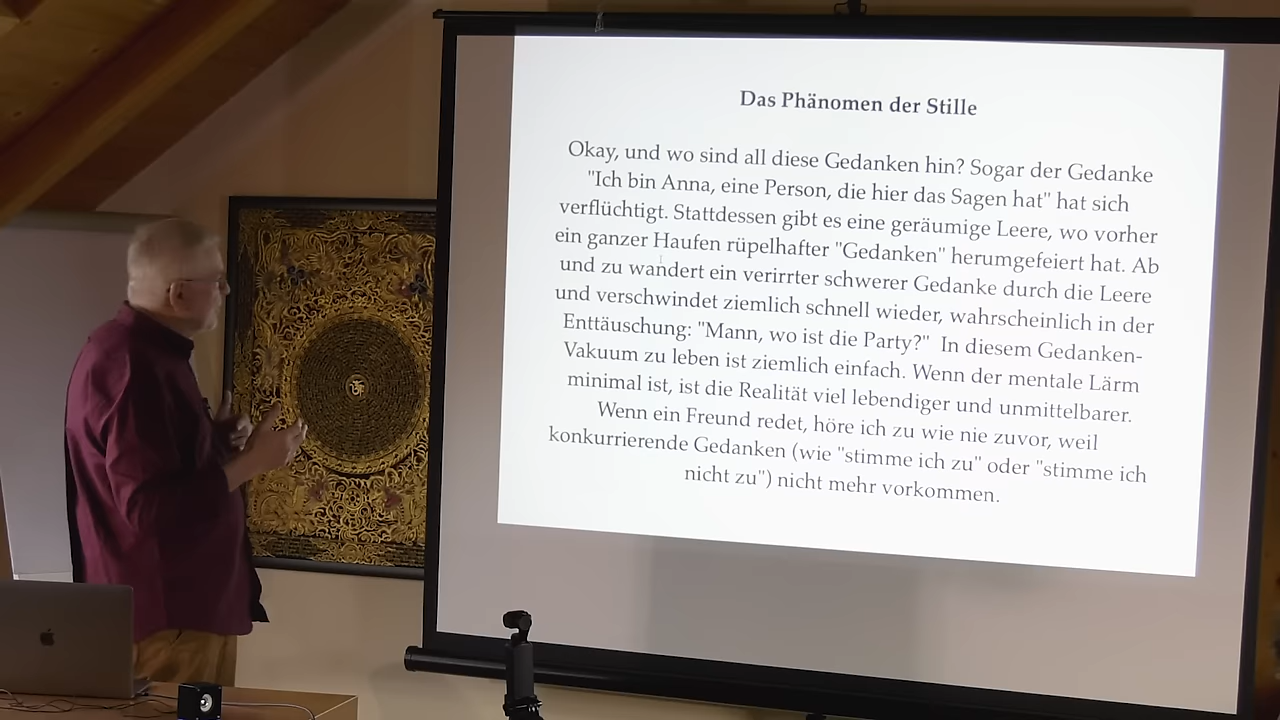 Das Phänomen der Stille
Okay, und wo sind all diese Gedanken hin? Sogar der Gedanke
"Ich bin Anna, eine Person, die hier das Sagen hat" hat sich
verflüchtigt. Stattdessen gibt es eine geräumige Leere, wo vorher
ein ganzer Haufen rüpelhafter "Gedanken" herumgefeiert hat. Ab
und zu wandert ein verirrter schwerer Gedanke durch die Leere
und verschwindet ziemlich schnell wieder, wahrscheinlich in der
Enttäuschung: "Mann, wo ist die Party?" In diesem Gedanken-
Vakuum zu leben ist ziemlich einfach. Wenn der mentale Lärm
minimal ist, ist die Realität viel lebendiger und unmittelbarer.
Wenn ein Freund redet, höre ich zu wie nie zuvor, weil
konkurrierende Gedanken (wie "stimme ich zu" oder "stimme ich
nicht zu") nicht mehr vorkommen.